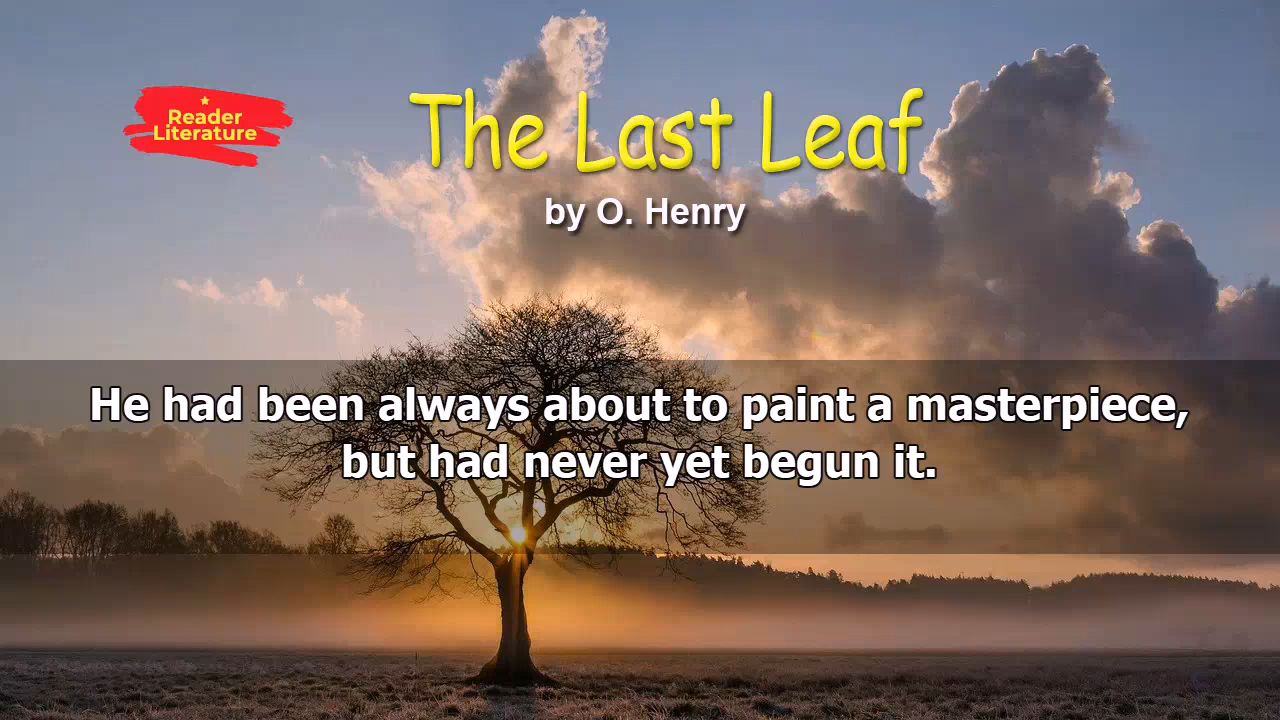 Reader
Literature
The Last Leaf
by O. Henry
He had been always about to paint a masterpiece,
but had never yet begun it.